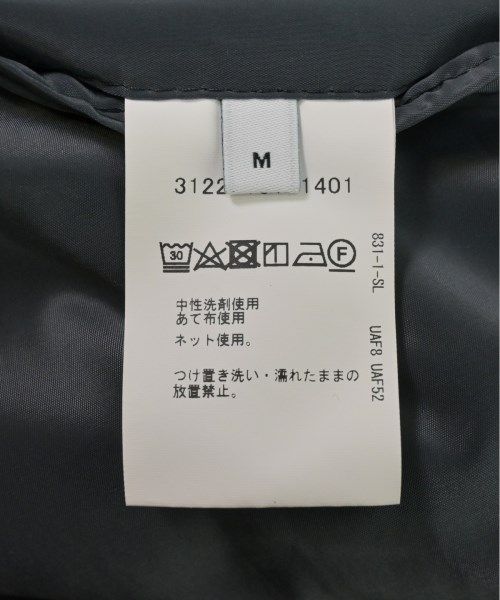 M
1401
30
F
中性洗剤使用
あて布使用
ネット使用。
つけ置き洗い・濡れたままの
放置禁止。
831-1-SL UAF8 UAF52